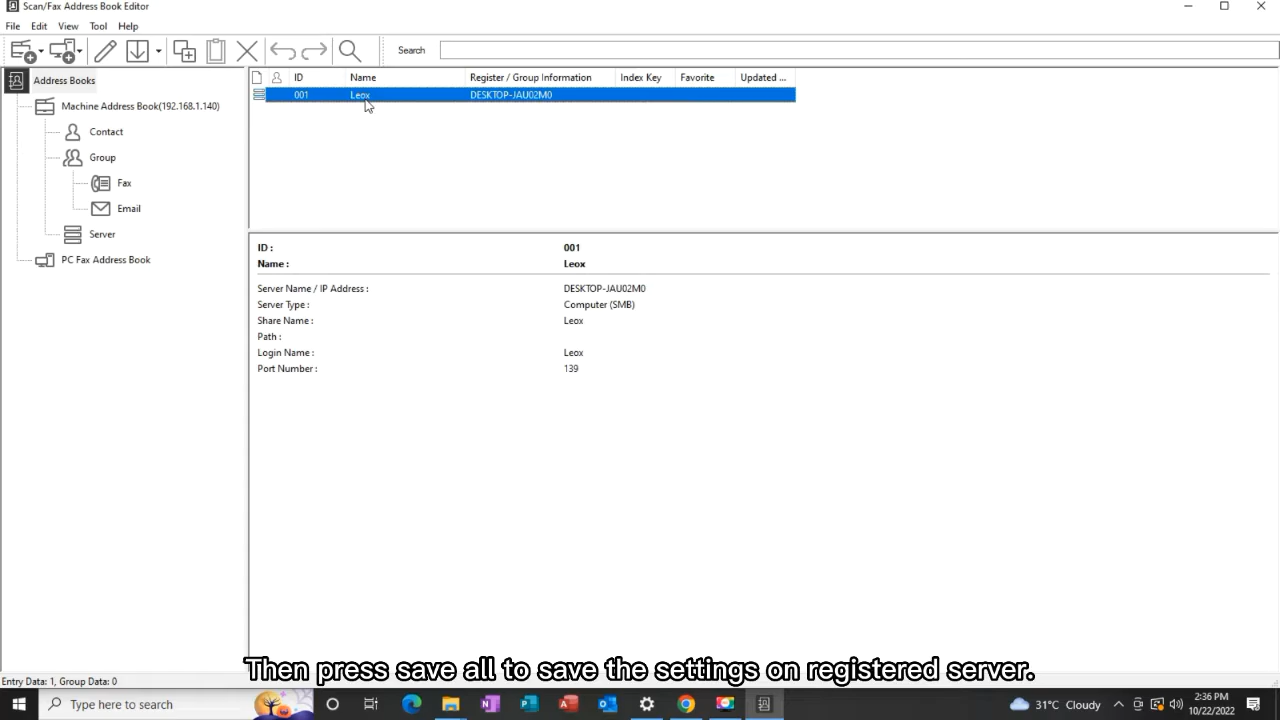 Scan/Fax Address Book Editor
File Edit View Tool Help
Search
Address Books
Machine Address Book(192.168.1.140)
Contact
Group
Fax
Email
Server
PC Fax Address Book
ID Name Register / Group Information Index Key Favorite Updated ...
001 Leox DESKTOP-JAU02M0
ID : 001
Name : Leox
Server Name / IP Address : DESKTOP-JAU02M0
Server Type : Computer (SMB)
Share Name : Leox
Path :
Login Name : Leox
Port Number : 139
Then press save all to save the settings on registered server.
Entry Data: 1, Group Data: 0
Type here to search
31°C Cloudy
2:36 PM
10/22/2022